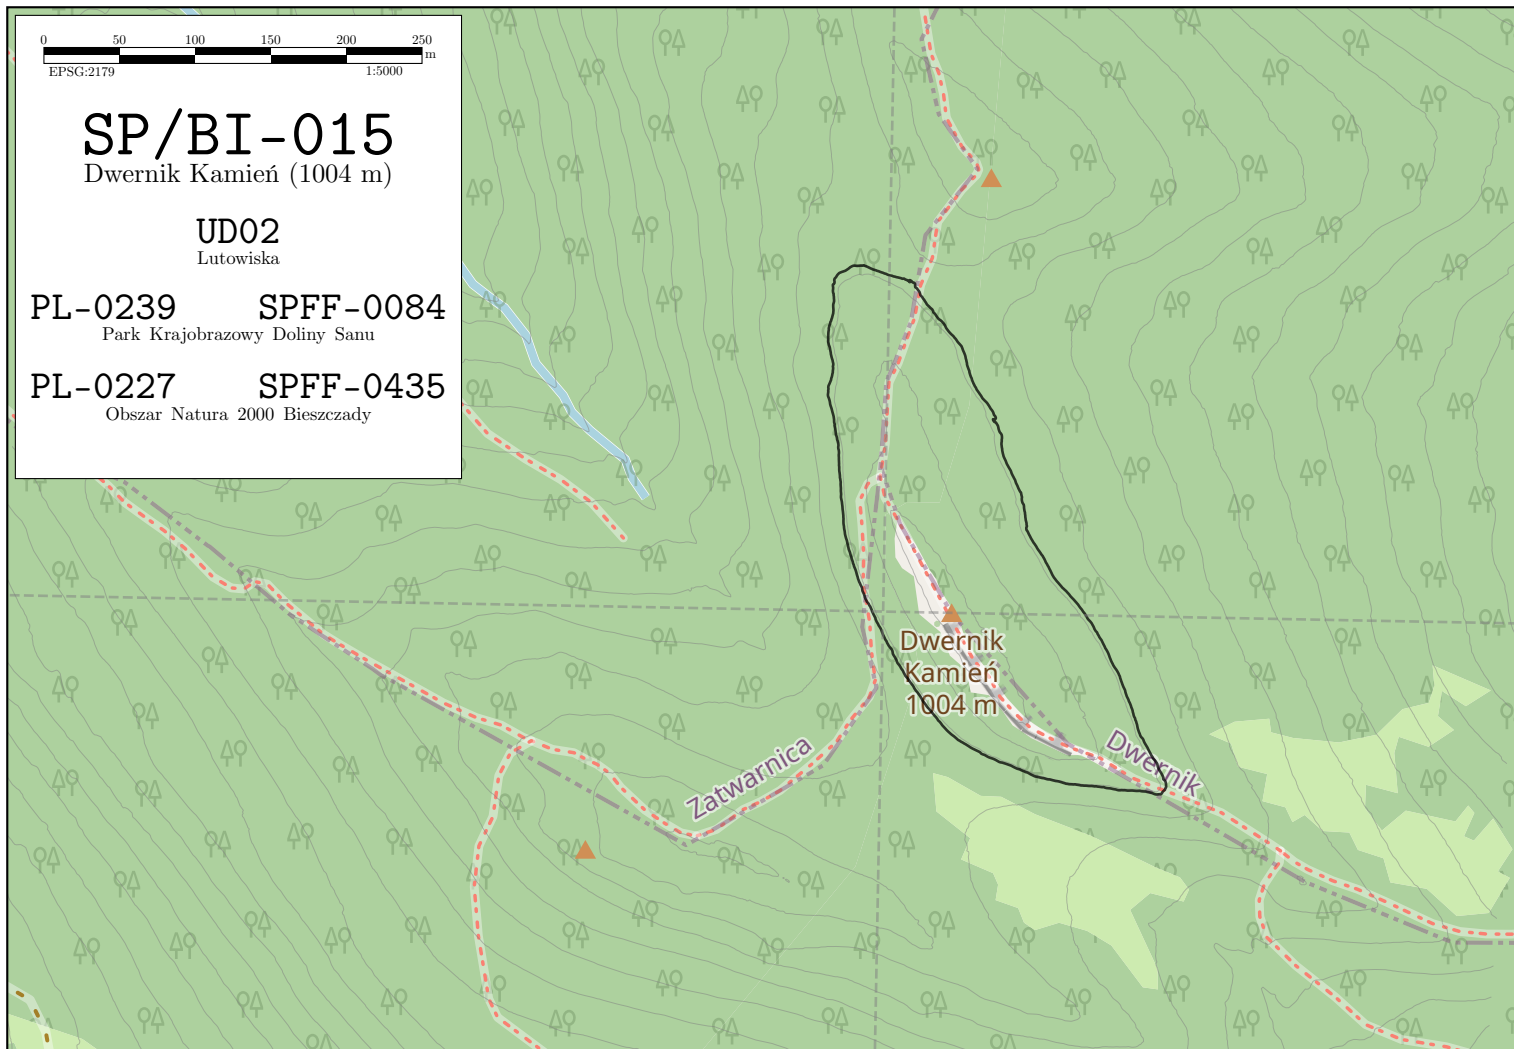 0 50 100 150 200 250
m
EPSG:2179 1:5000
SP/BI-015
Dwernik Kamień (1004 m)
UD02
Lutowiska
PL-0239 SPFF-0084
Park Krajobrazowy Doliny Sanu
PL-0227 SPFF-0435
Obszar Natura 2000 Bieszczady
Dwernik
Kamień
1004 m
Dwernik
Zatwarnica